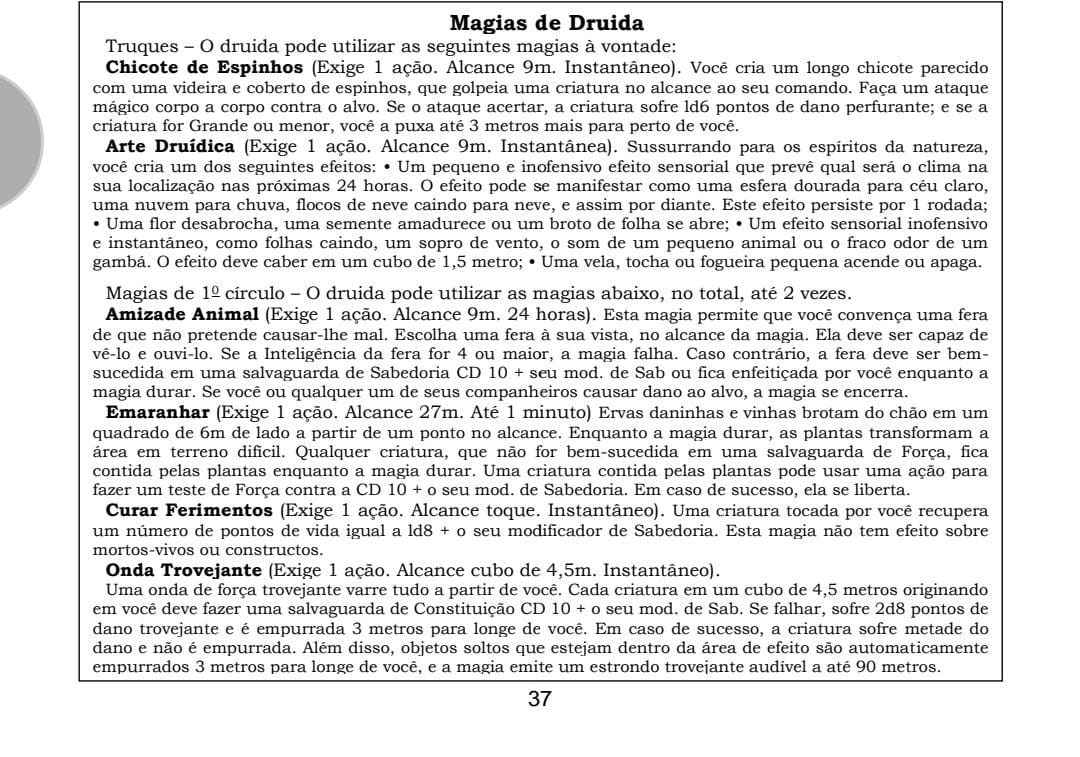 Magias de Druida
Truques – O druida pode utilizar as seguintes magias à vontade:
Chicote de Espinhos (Exige 1 ação. Alcance 9m. Instantâneo). Você cria um longo chicote parecido
com uma videira e coberto de espinhos, que golpeia uma criatura no alcance ao seu comando. Faça um ataque
mágico corpo a corpo contra o alvo. Se o ataque acertar, a criatura sofre ld6 pontos de dano perfurante; e se a
criatura for Grande ou menor, você a puxa até 3 metros mais para perto de você.
Arte Druídica (Exige 1 ação. Alcance 9m. Instantânea). Sussurrando para os espíritos da natureza,
você cria um dos seguintes efeitos: • Um pequeno e inofensivo efeito sensorial que prevê qual será o clima na
sua localização nas próximas 24 horas. O efeito pode se manifestar como uma esfera dourada para céu claro,
uma nuvem para chuva, flocos de neve caindo para neve, e assim por diante. Este efeito persiste por 1 rodada;
• Uma flor desabrocha, uma semente amadurece ou um broto de folha se abre; • Um efeito sensorial inofensivo
e instantâneo, como folhas caindo, um sopro de vento, o som de um pequeno animal ou o fraco odor de um
gambá. O efeito deve caber em um cubo de 1,5 metro; • Uma vela, tocha ou fogueira pequena acende ou apaga.
Magias de 1º círculo – O druida pode utilizar as magias abaixo, no total, até 2 vezes.
Amizade Animal (Exige 1 ação. Alcance 9m. 24 horas). Esta magia permite que você convença uma fera
de que não pretende causar-lhe mal. Escolha uma fera à sua vista, no alcance da magia. Ela deve ser capaz de
vê-lo e ouvi-lo. Se a Inteligência da fera for 4 ou maior, a magia falha. Caso contrário, a fera deve ser bem-
sucedida em uma salvaguarda de Sabedoria CD 10 + seu mod. de Sab ou fica enfeitiçada por você enquanto a
magia durar. Se você ou qualquer um de seus companheiros causar dano ao alvo, a magia se encerra.
Emaranhar (Exige 1 ação. Alcance 27m. Até 1 minuto) Ervas daninhas e vinhas brotam do chão em um
quadrado de 6m de lado a partir de um ponto no alcance. Enquanto a magia durar, as plantas transformam a
área em terreno difícil. Qualquer criatura, que não for bem-sucedida em uma salvaguarda de Força, fica
contida pelas plantas enquanto a magia durar. Uma criatura contida pelas plantas pode usar uma ação para
fazer um teste de Força contra a CD 10 + o seu mod. de Sabedoria. Em caso de sucesso, ela se liberta.
Curar Ferimentos (Exige 1 ação. Alcance toque. Instantâneo). Uma criatura tocada por você recupera
um número de pontos de vida igual a ld8 + o seu modificador de Sabedoria. Esta magia não tem efeito sobre
mortos-vivos ou constructos.
Onda Trovejante (Exige 1 ação. Alcance cubo de 4,5m. Instantâneo).
Uma onda de força trovejante varre tudo a partir de você. Cada criatura em um cubo de 4,5 metros originando
em você deve fazer uma salvaguarda de Constituição CD 10 + o seu mod. de Sab. Se falhar, sofre 2d8 pontos de
dano trovejante e é empurrada 3 metros para longe de você. Em caso de sucesso, a criatura sofre metade do
dano e não é empurrada. Além disso, objetos soltos que estejam dentro da área de efeito são automaticamente
empurrados 3 metros para longe de você, e a magia emite um estrondo trovejante audível a até 90 metros.
37